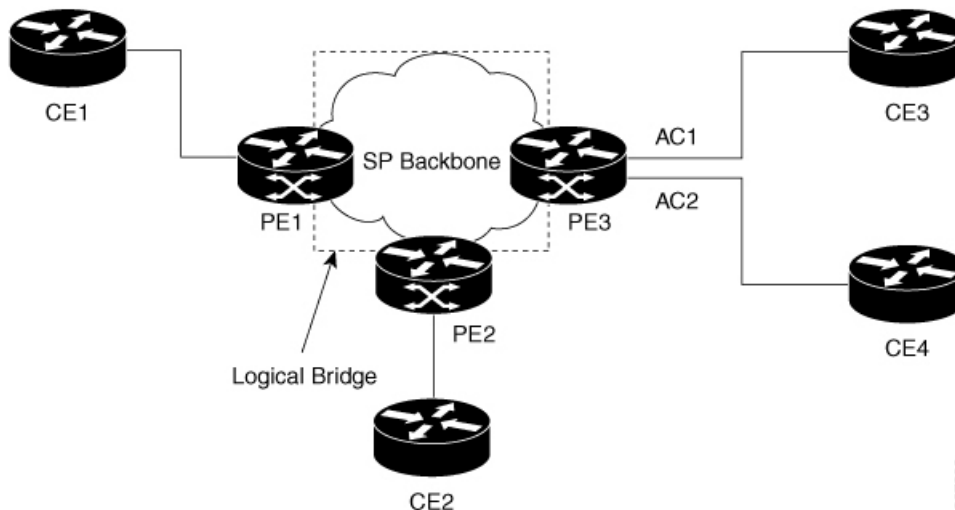 CE1
CE3
AC1
SP Backbone
PE1
PE3
AC2
PE2
CE4
Logical Bridge
CE2